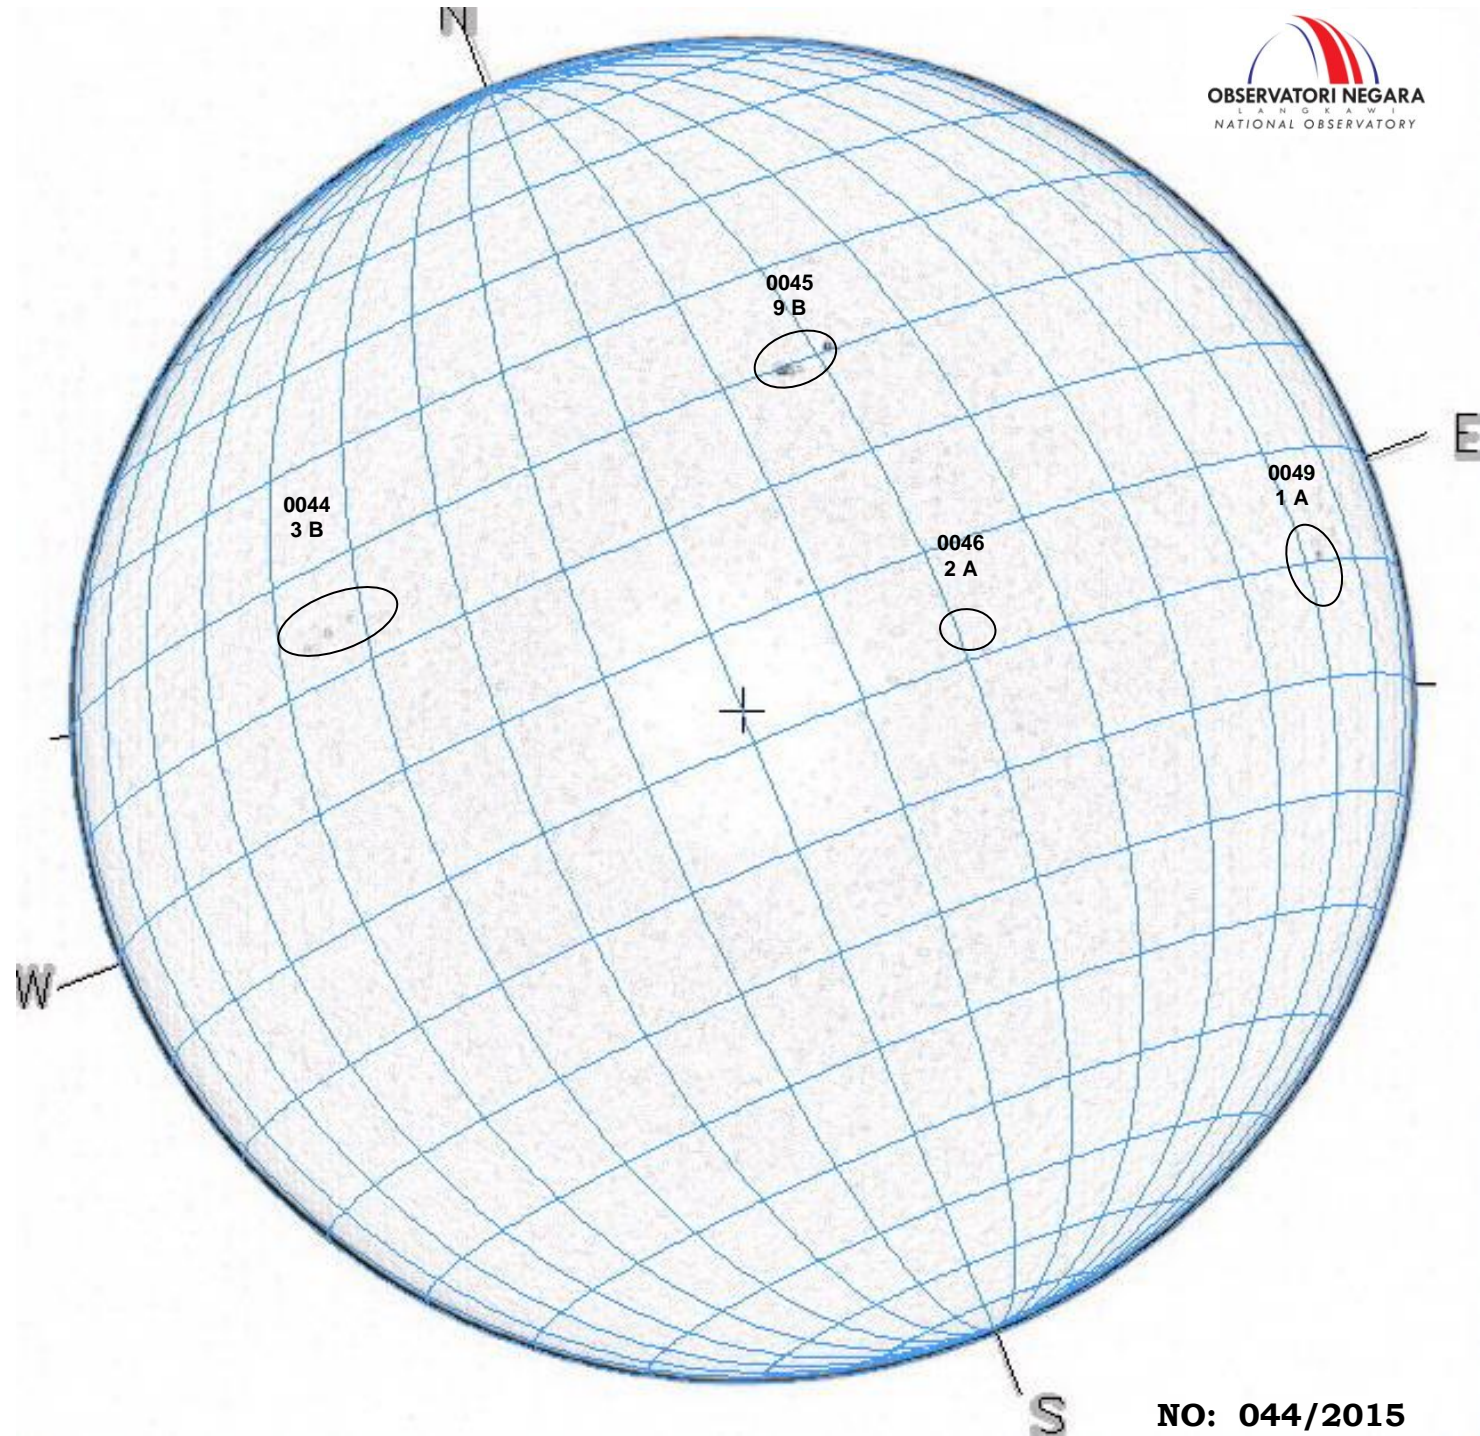 N
OBSERVATORI NEGARA
LANGKAWI
NATIONAL OBSERVATORY
0045
9 B
E
0049
1 A
0044
3 B
0046
2 A
W
S
NO: 044/2015